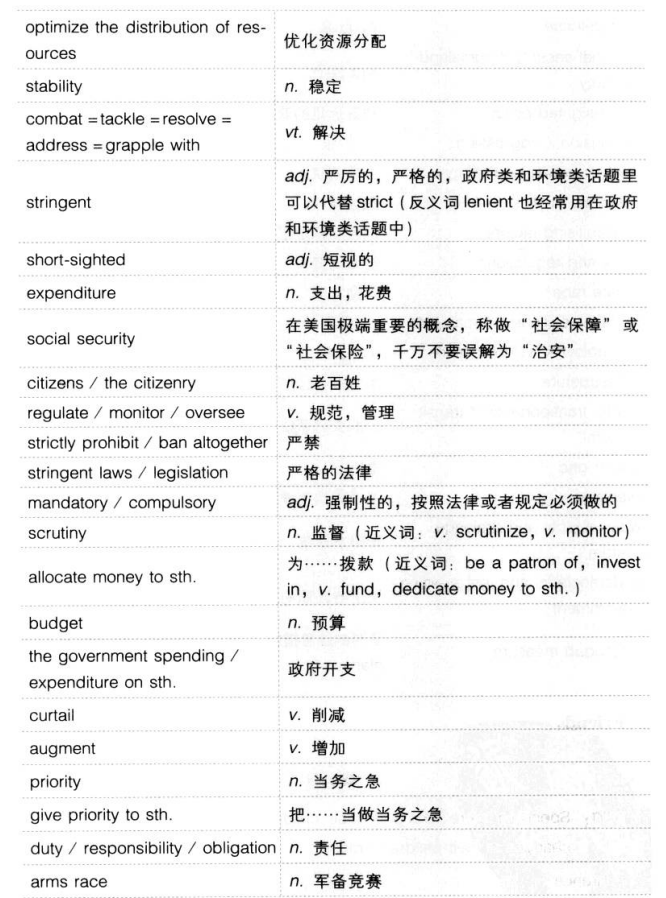 optimize the distribution of res-
ources
优化资源分配
stability
n. 稳定
combat = tackle = resolve =
address = grapple with
vt. 解决
stringent
adj. 严厉的，严格的，政府类和环境类话题里
可以代替 strict（反义词 lenient 也经常用在政府
和环境类话题中）
short-sighted
adj. 短视的
expenditure
n. 支出，花费
social security
在美国极端重要的概念，称做“社会保障”或
“社会保险”，千万不要误解为“治安”
citizens / the citizenry
n. 老百姓
regulate / monitor / oversee
v. 规范，管理
strictly prohibit / ban altogether
严禁
stringent laws / legislation
严格的法律
mandatory / compulsory
adj. 强制性的，按照法律或者规定必须做的
scrutiny
n. 监督（近义词：v. scrutinize，v. monitor）
allocate money to sth.
为……拨款（近义词：be a patron of，invest
in，v. fund，dedicate money to sth.）
budget
n. 预算
the government spending /
expenditure on sth.
政府开支
curtail
v. 削减
augment
v. 增加
priority
n. 当务之急
give priority to sth.
把……当做当务之急
duty / responsibility / obligation
n. 责任
arms race
n. 军备竞赛